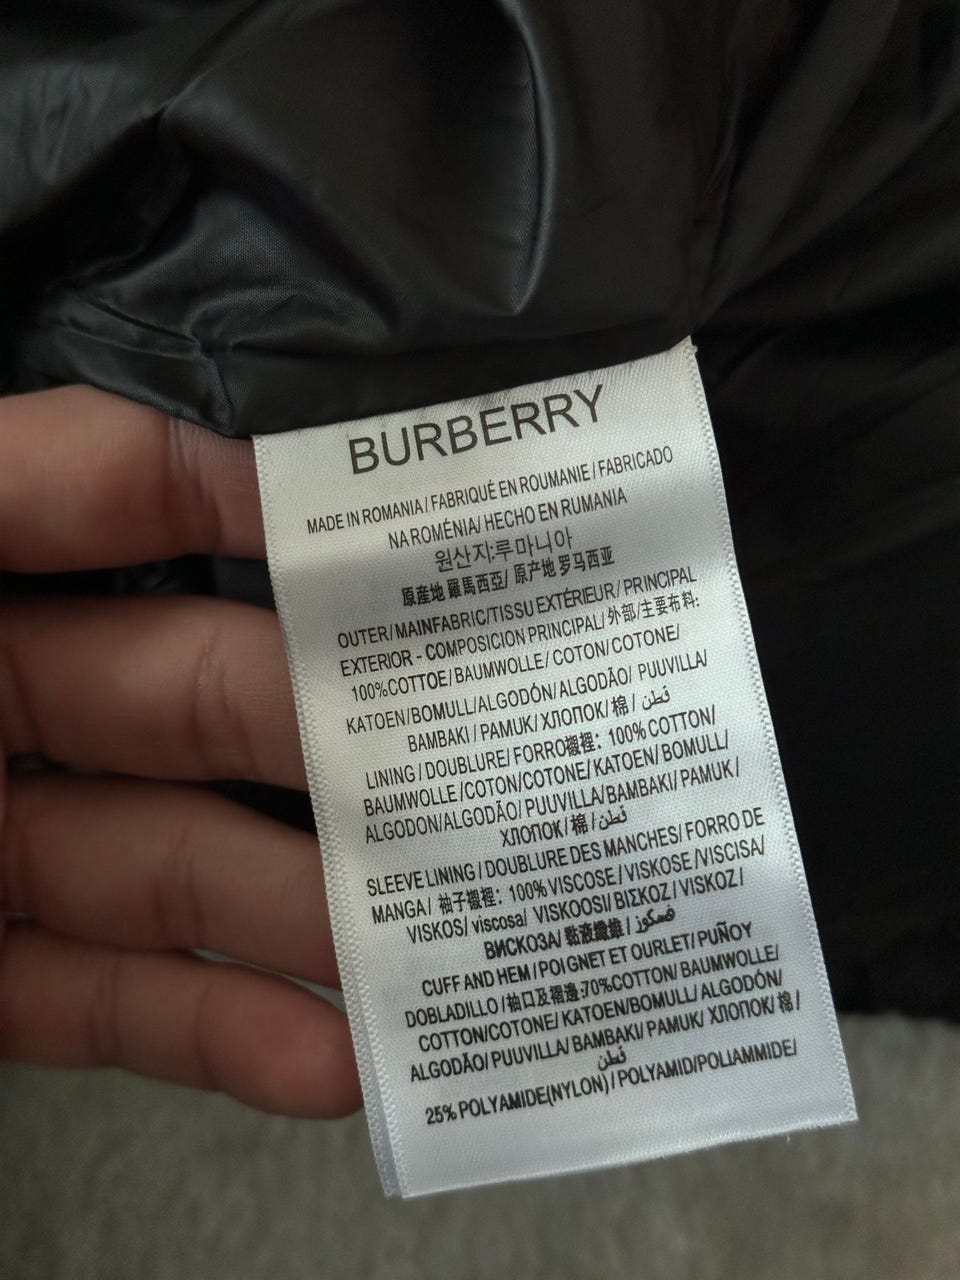 BURBERRY
MADE IN ROMANIA / FABRIQUÉ EN ROUMANIE / FABRICADO
NA ROMÉNIA/ HECHO EN RUMANIA
원산지:루마니아
原產地 羅馬西亞/ 原产地 罗马西亚
OUTER / MAINFABRIC/TISSU EXTÉRIEUR / PRINCIPAL
EXTERIOR - COMPOSICION PRINCIPAL / 外部/主要布料:
100%COTTOE / BAUMWOLLE/ COTON / COTONE/
KATOEN/BOMULL/ALGODÓN/ALGODÃO/ PUUVILLA/
BAMBAKI / PAMUK/ ХЛОПОК/ 棉 / قطن
LINING / DOUBLURE/ FORRO襯裡: 100% COTTON/
BAUMWOLLE/COTON/COTONE/ KATOEN/ BOMULL/
ALGODON/ALGODÃO/ PUUVILLA/BAMBAKI/ PAMUK /
ХЛОПОК / 棉 / قطن
SLEEVE LINING / DOUBLURE DES MANCHES/ FORRO DE
MANGA / 袖子襯裡: 100% VISCOSE / VISKOSE /VISCISA/
VISKOS/ viscosa/ VISKOOSI/ ΒΙΣΚΟΖ / VISKOZ /
ВИСКОЗА/ 黏液纖維 / فسكوز
CUFF AND HEM / POIGNET ET OURLET/ PUÑOY
DOBLADILLO / 袖口及褶邊:70%COTTON/ BAUMWOLLE/
COTTON/COTONE/ KATOEN/BOMULL/ ALGODÓN/
ALGODÃO/ PUUVILLA/ BAMBAKI/ PAMUK/ ХЛОПОК/ 棉 /
قطن
25% POLYAMIDE(NYLON) / POLYAMID/POLIAMMIDE/